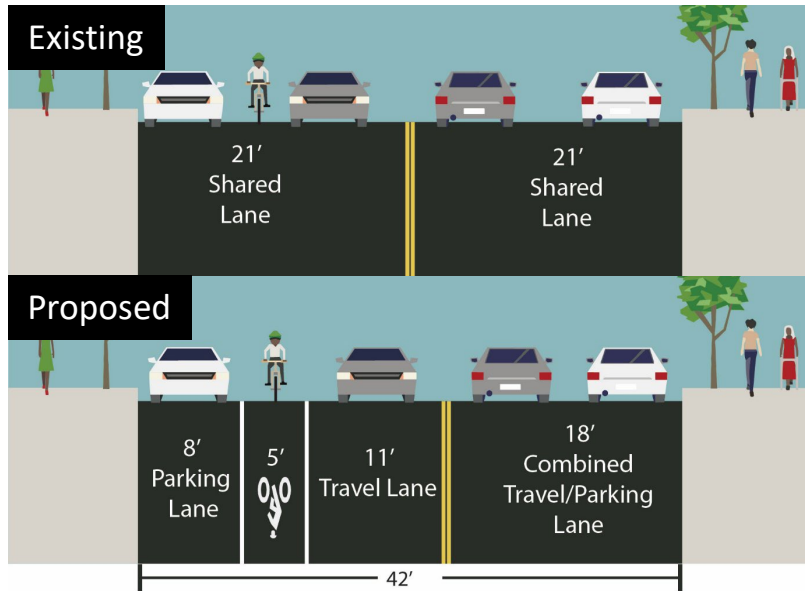 Existing
21’
Shared
Lane
21’
Shared
Lane
Proposed
8’
Parking
Lane
5’
11’
Travel Lane
18’
Combined
Travel/Parking
Lane
42’